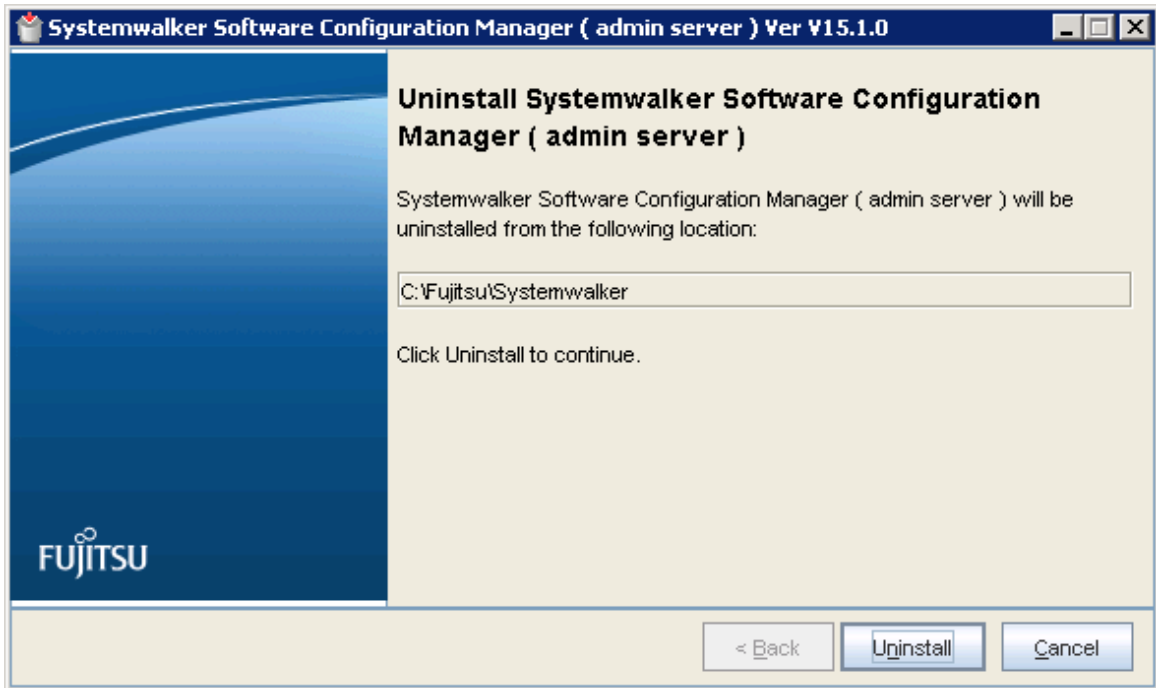 Systemwalker Software Configuration Manager ( admin server ) Ver V15.1.0
Uninstall Systemwalker Software Configuration
Manager ( admin server )
Systemwalker Software Configuration Manager ( admin server ) will be
uninstalled from the following location:
C:\Fujitsu\Systemwalker
Click Uninstall to continue.
FUJITSU
< Back Uninstall Cancel